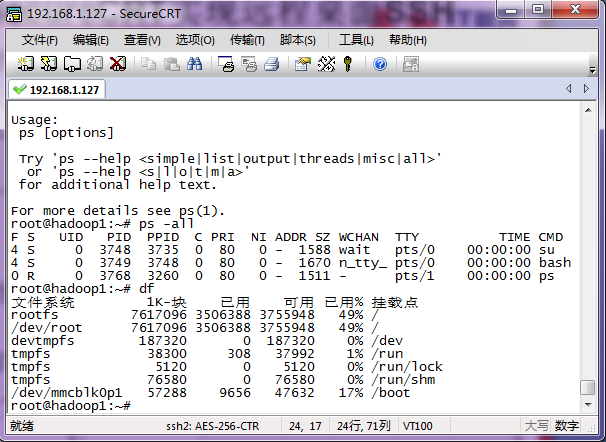 192.168.1.127 - SecureCRT
实现远程桌面 SSH
文件(F) 编辑(E) 查看(V) 选项(O) 传输(T) 脚本(S) 工具(L) 帮助(H)
192.168.1.127
Usage:
ps [options]
Try 'ps --help <simple|list|output|threads|misc|all>'
or 'ps --help <s|l|o|t|m|a>'
for additional help text.
For more details see ps(1).
root@hadoop1:~# ps -all
F S UID PID PPID C PRI NI ADDR SZ WCHAN TTY TIME CMD
4 S 0 3748 3735 0 80 0 - 1588 wait pts/0 00:00:00 su
4 S 0 3749 3748 0 80 0 - 1670 n_tty_ pts/0 00:00:00 bash
0 R 0 3768 3260 0 80 0 - 1511 - pts/1 00:00:00 ps
root@hadoop1:~# df
文件系统 1K-块 已用 可用 已用% 挂载点
rootfs 7617096 3506388 3755948 49% /
/dev/root 7617096 3506388 3755948 49% /
devtmpfs 187320 0 187320 0% /dev
tmpfs 38300 308 37992 1% /run
tmpfs 5120 0 5120 0% /run/lock
tmpfs 76580 0 76580 0% /run/shm
/dev/mmcblk0p1 57288 9656 47632 17% /boot
root@hadoop1:~#
就绪 ssh2: AES-256-CTR 24, 17 24行, 71列 VT100 大写 数字